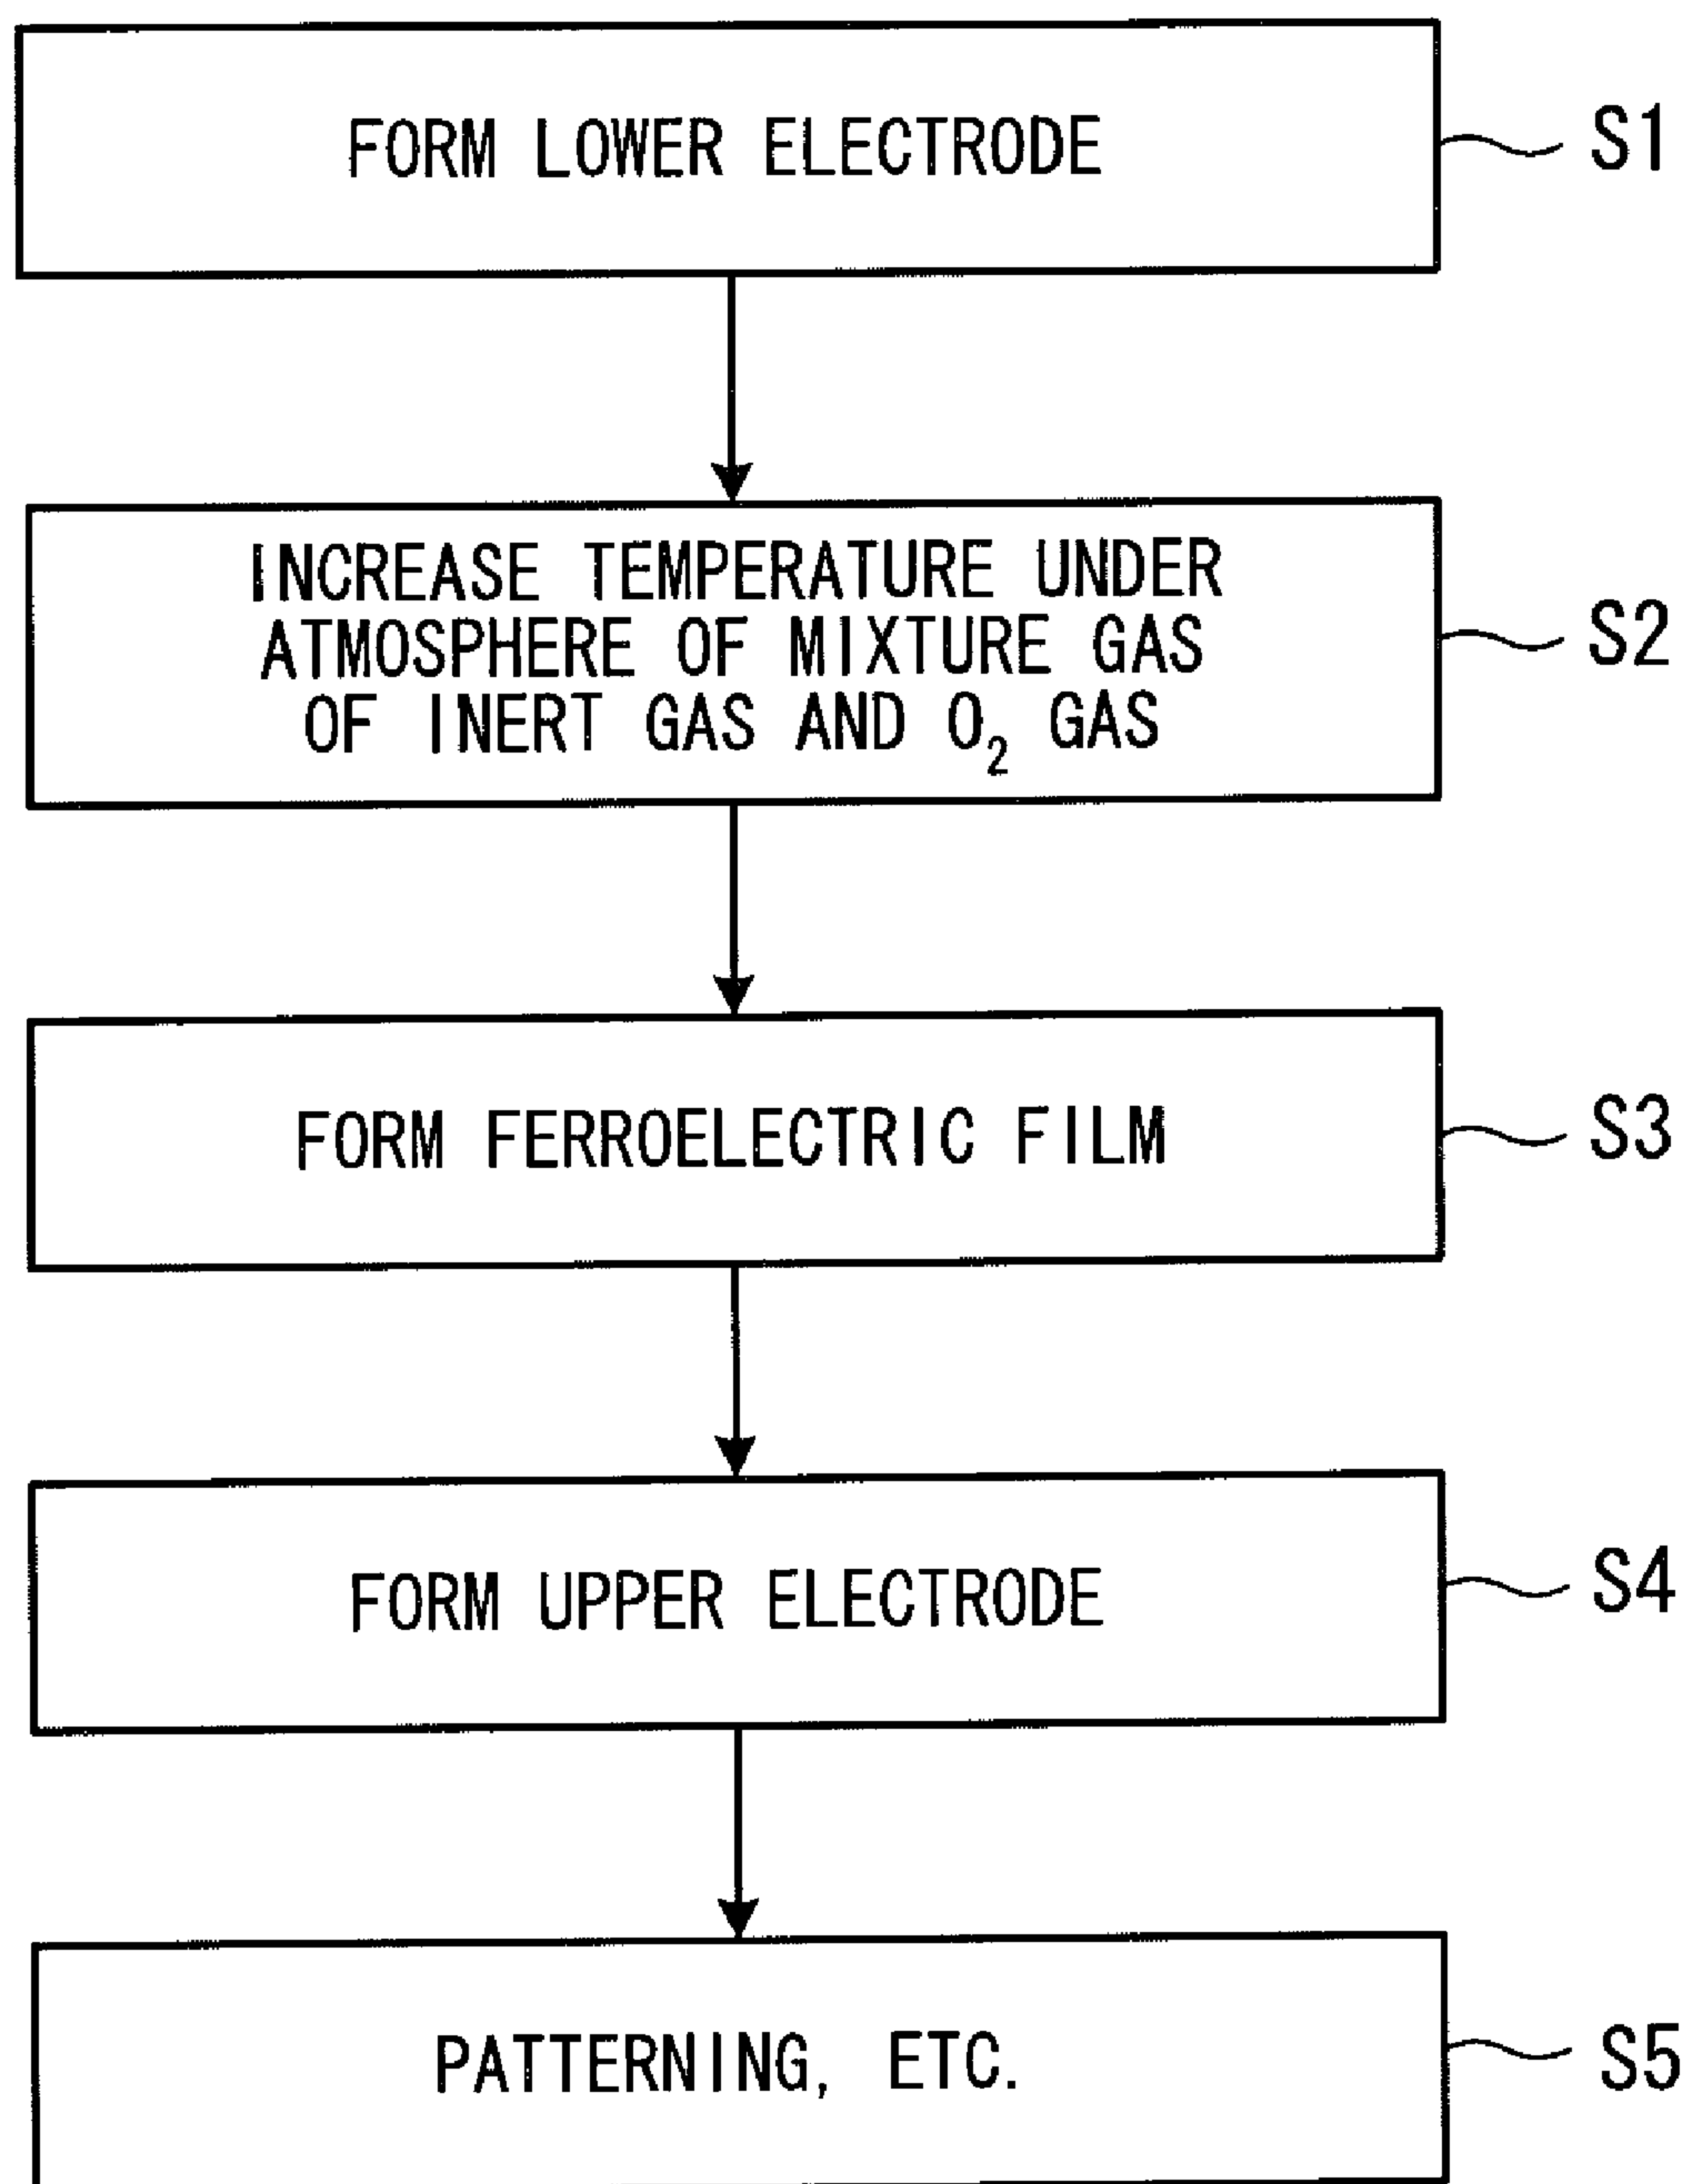 FORM LOWER ELECTRODE
S1
INCREASE TEMPERATURE UNDER
ATMOSPHERE OF MIXTURE GAS
OF INERT GAS AND O₂ GAS
S2
FORM FERROELECTRIC FILM
S3
FORM UPPER ELECTRODE
S4
PATTERNING, ETC.
S5